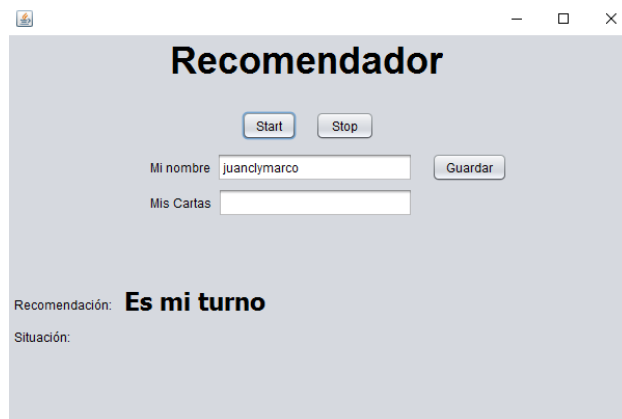 Recomendador
Start Stop
Mi nombre juanclymarco Guardar
Mis Cartas
Recomendación: Es mi turno
Situación: